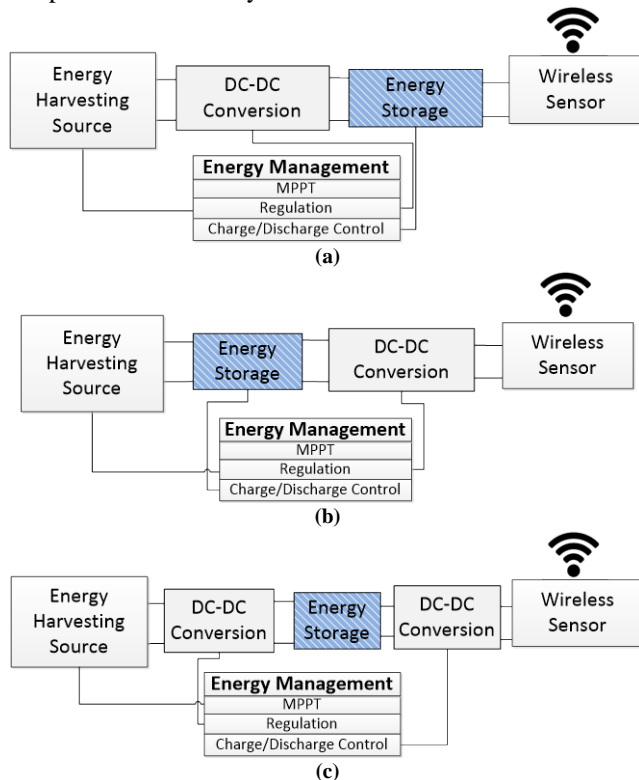 Energy
Harvesting
Source
DC-DC
Conversion
Energy
Storage
Wireless
Sensor
Energy Management
MPPT
Regulation
Charge/Discharge Control
(a)
Energy
Harvesting
Source
Energy
Storage
DC-DC
Conversion
Wireless
Sensor
Energy Management
MPPT
Regulation
Charge/Discharge Control
(b)
Energy
Harvesting
Source
DC-DC
Conversion
Energy
Storage
DC-DC
Conversion
Wireless
Sensor
Energy Management
MPPT
Regulation
Charge/Discharge Control
(c)